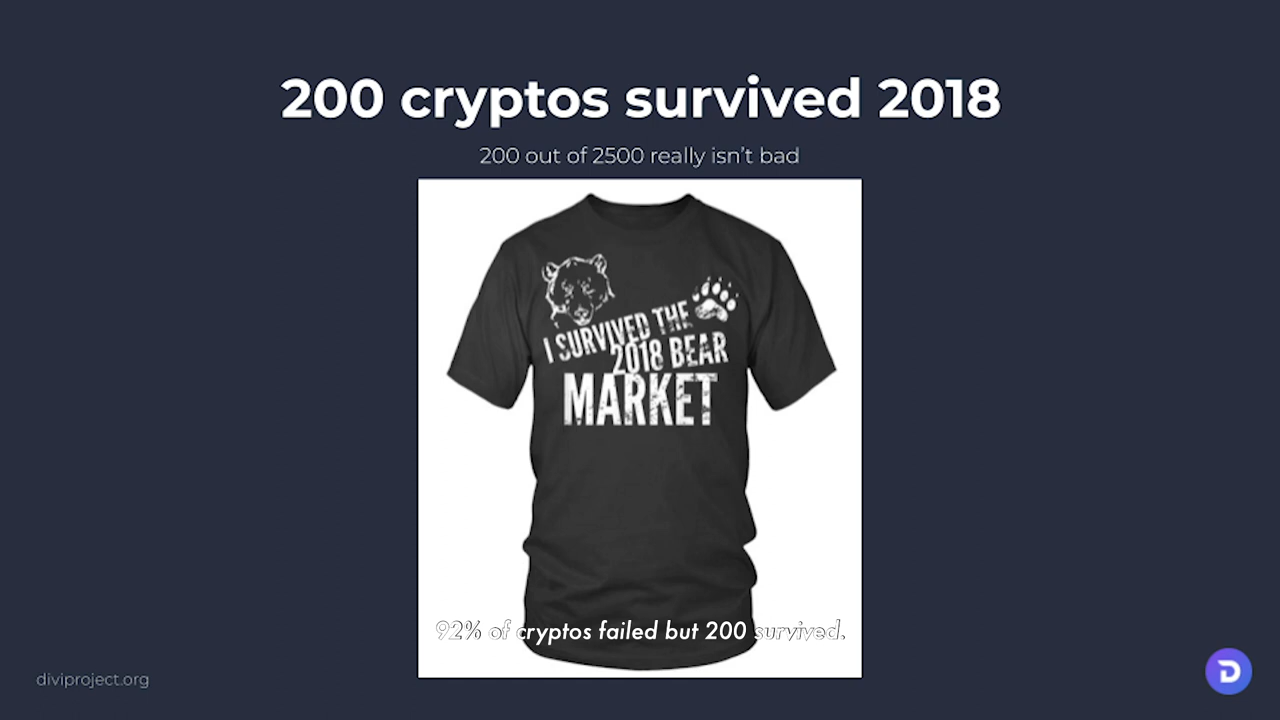 200 cryptos survived 2018
200 out of 2500 really isn't bad
I SURVIVED THE
2018 BEAR
MARKET
92% of cryptos failed but 200 survived.
diviproject.org
D